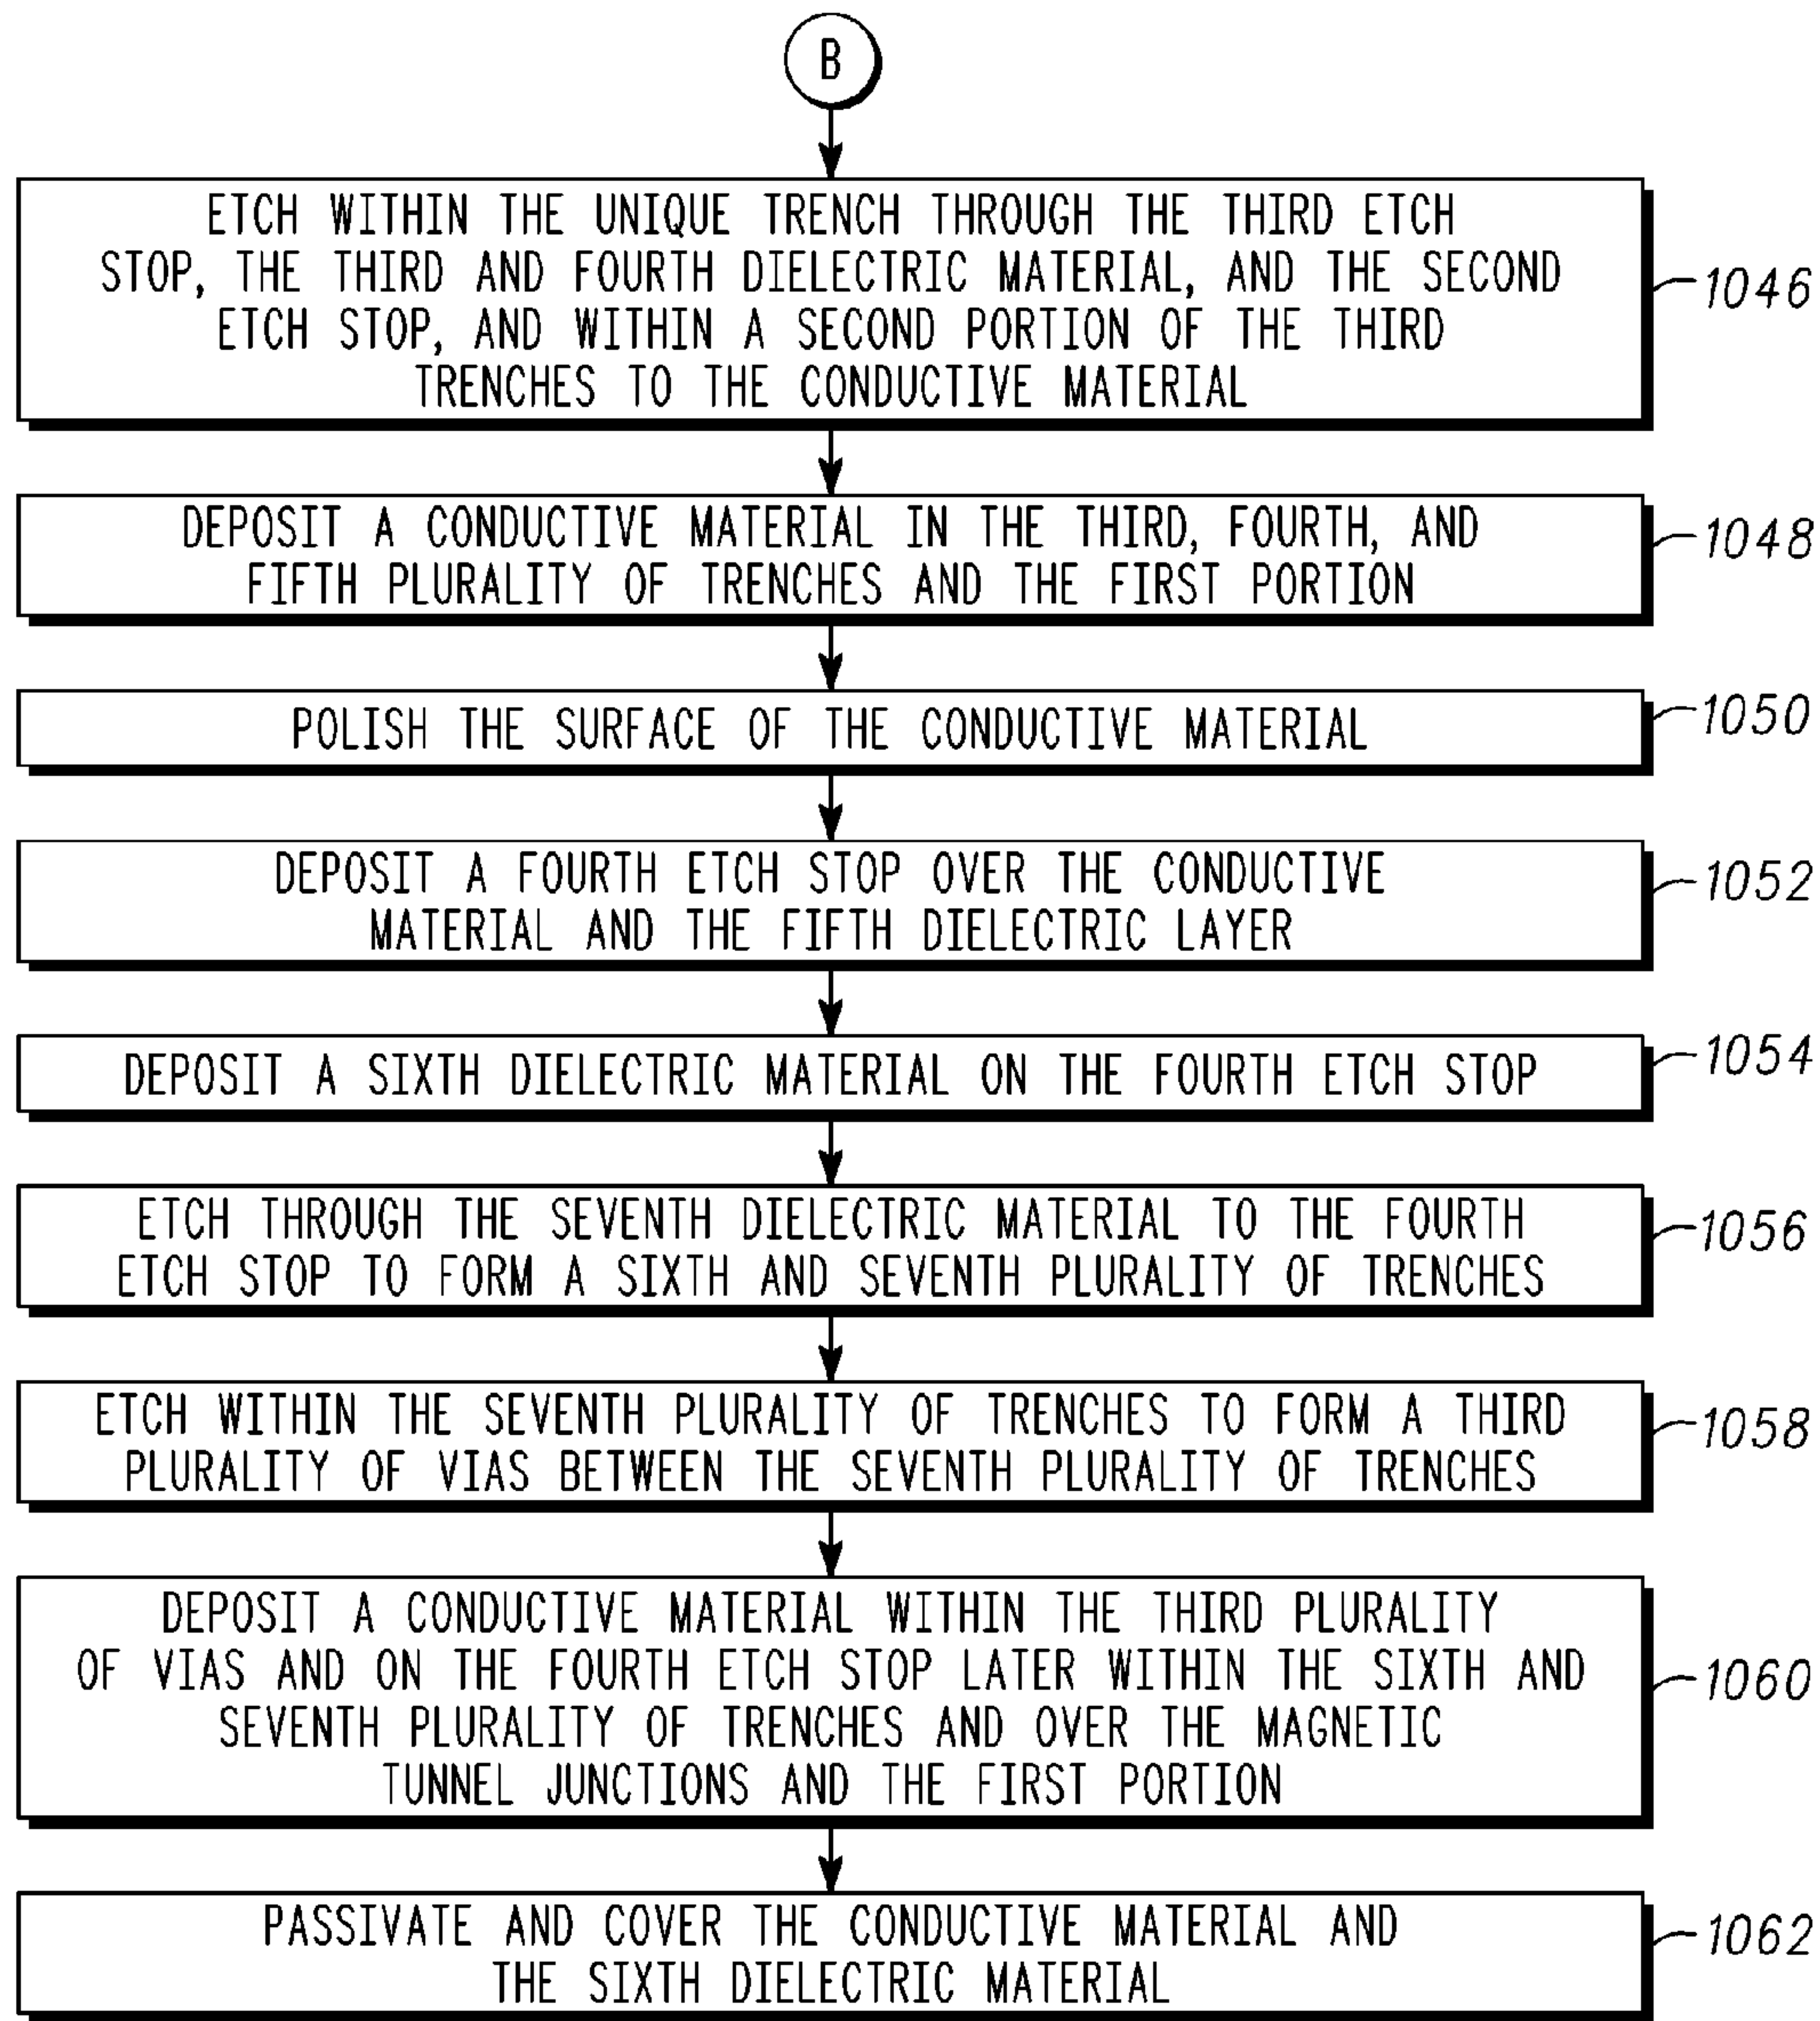 B
ETCH WITHIN THE UNIQUE TRENCH THROUGH THE THIRD ETCH
STOP, THE THIRD AND FOURTH DIELECTRIC MATERIAL, AND THE SECOND
ETCH STOP, AND WITHIN A SECOND PORTION OF THE THIRD
TRENCHES TO THE CONDUCTIVE MATERIAL
1046
DEPOSIT A CONDUCTIVE MATERIAL IN THE THIRD, FOURTH, AND
FIFTH PLURALITY OF TRENCHES AND THE FIRST PORTION
1048
POLISH THE SURFACE OF THE CONDUCTIVE MATERIAL
1050
DEPOSIT A FOURTH ETCH STOP OVER THE CONDUCTIVE
MATERIAL AND THE FIFTH DIELECTRIC LAYER
1052
DEPOSIT A SIXTH DIELECTRIC MATERIAL ON THE FOURTH ETCH STOP
1054
ETCH THROUGH THE SEVENTH DIELECTRIC MATERIAL TO THE FOURTH
ETCH STOP TO FORM A SIXTH AND SEVENTH PLURALITY OF TRENCHES
1056
ETCH WITHIN THE SEVENTH PLURALITY OF TRENCHES TO FORM A THIRD
PLURALITY OF VIAS BETWEEN THE SEVENTH PLURALITY OF TRENCHES
1058
DEPOSIT A CONDUCTIVE MATERIAL WITHIN THE THIRD PLURALITY
OF VIAS AND ON THE FOURTH ETCH STOP LATER WITHIN THE SIXTH AND
SEVENTH PLURALITY OF TRENCHES AND OVER THE MAGNETIC
TUNNEL JUNCTIONS AND THE FIRST PORTION
1060
PASSIVATE AND COVER THE CONDUCTIVE MATERIAL AND
THE SIXTH DIELECTRIC MATERIAL
1062